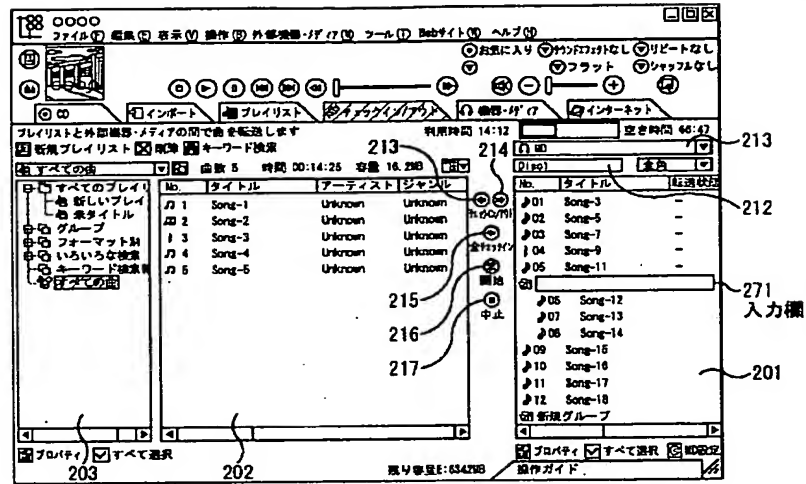 ○○○○
ファイル(F) 編集(E) 表示(V) 操作(B) 外部機器・メディア(N) ツール(T) Webサイト(W) ヘルプ(H)
お気に入り サウンドエフェクトなし リピートなし
フラット シャッフルなし
CD インポート プレイリスト チェックイン/アウト 機器・メディア インターネット
プレイリストと外部機器・メディアの間で曲を転送します
利用時間 14:12 空き時間 66:47
新規プレイリスト 削除 キーワード検索
213
214
MD
213
すべての曲
曲数 5 時間 00:14:25 容量 16.2MB
Disp1
212
すべてのプレイリ
新しいプレイ
未タイトル
グループ
フォーマット別
いろいろな検索
キーワード検索
すべての曲
No. タイトル アーティスト ジャンル
1 Song-1 Unknown Unknown
2 Song-2 Unknown Unknown
3 Song-3 Unknown Unknown
4 Song-4 Unknown Unknown
5 Song-5 Unknown Unknown
215
全チェックイン
216
開始
217
中止
No. タイトル 転送状況
01 Song-3 -
02 Song-5 -
03 Song-7 -
04 Song-9 -
05 Song-11 -
271
入力欄
06 Song-12
07 Song-13
08 Song-14
09 Song-15
10 Song-16
11 Song-17
12 Song-18
新規グループ
201
プロパティ すべて選択
203
202
残り容量E:6342MB
プロパティ すべて選択 MD設定
操作ガイド